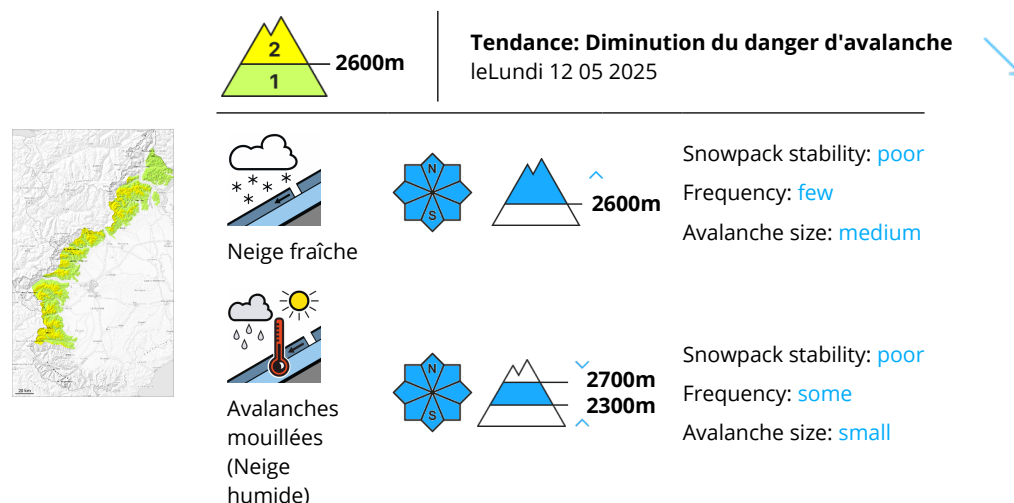 2
1
2600m
Tendance: Diminution du danger d'avalanche
leLundi 12 05 2025
Neige fraîche
N
S
2600m
Snowpack stability: poor
Frequency: few
Avalanche size: medium
Avalanches
mouillées
(Neige
humide)
N
S
2700m
2300m
Snowpack stability: poor
Frequency: some
Avalanche size: small